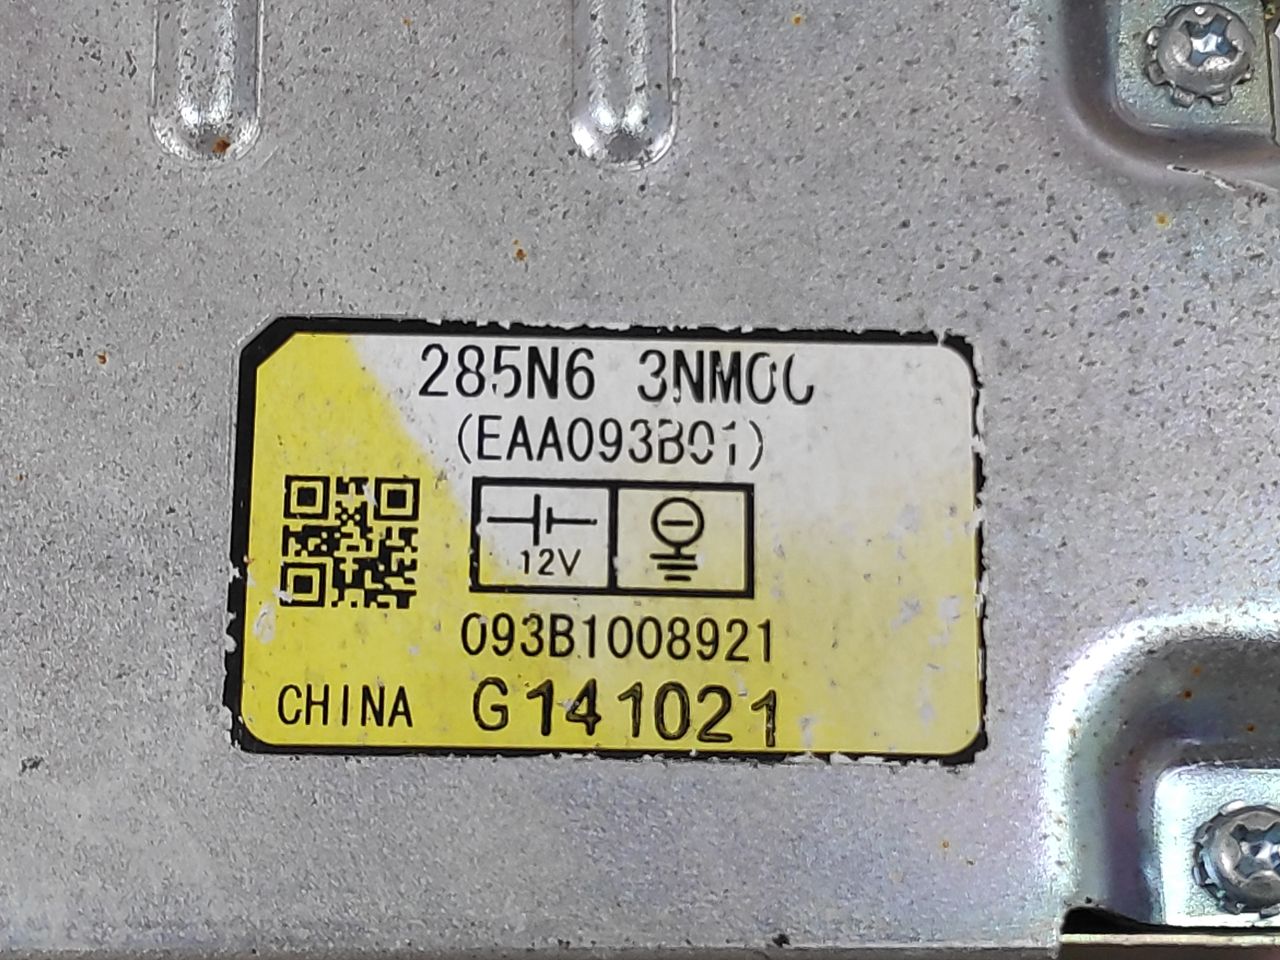 285N6 3NM0C
(EAA093B01)
12V
093B1008921
CHINA G141021